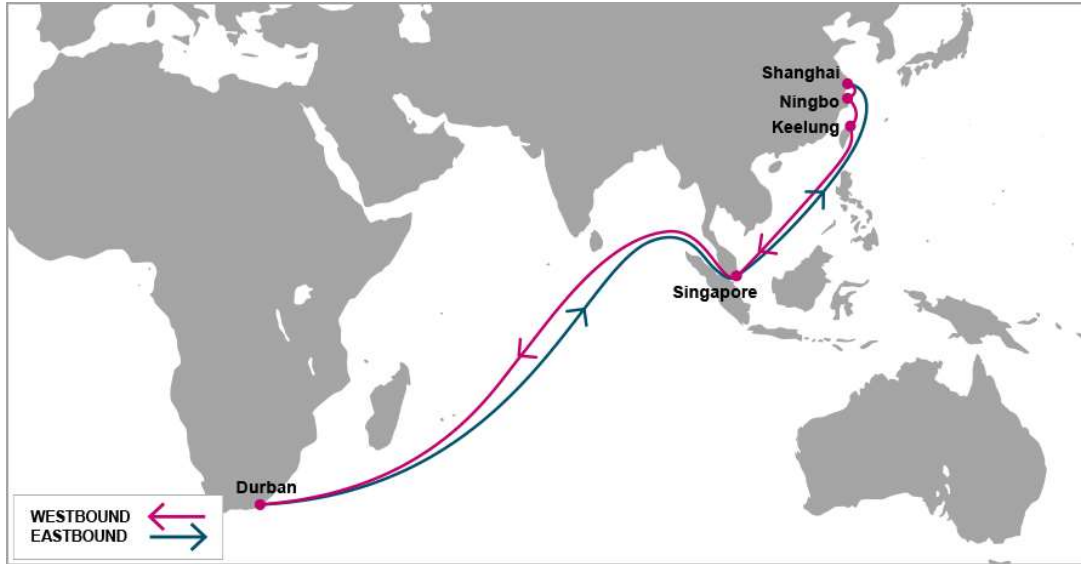 Shanghai
Ningbo
Keelung
Singapore
Durban
WESTBOUND
EASTBOUND